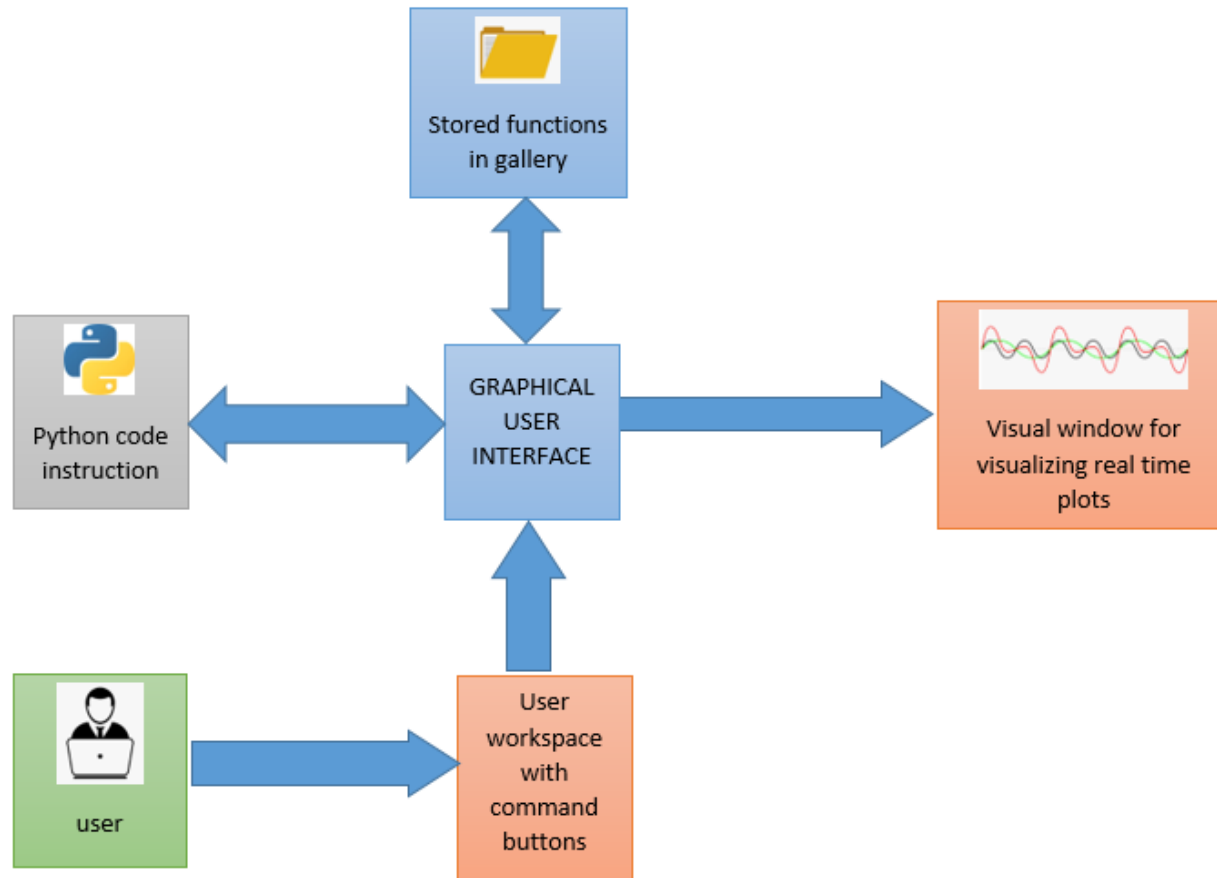 Stored functions
in gallery
Python code
instruction
GRAPHICAL
USER
INTERFACE
Visual window for
visualizing real time
plots
user
User
workspace
with
command
buttons